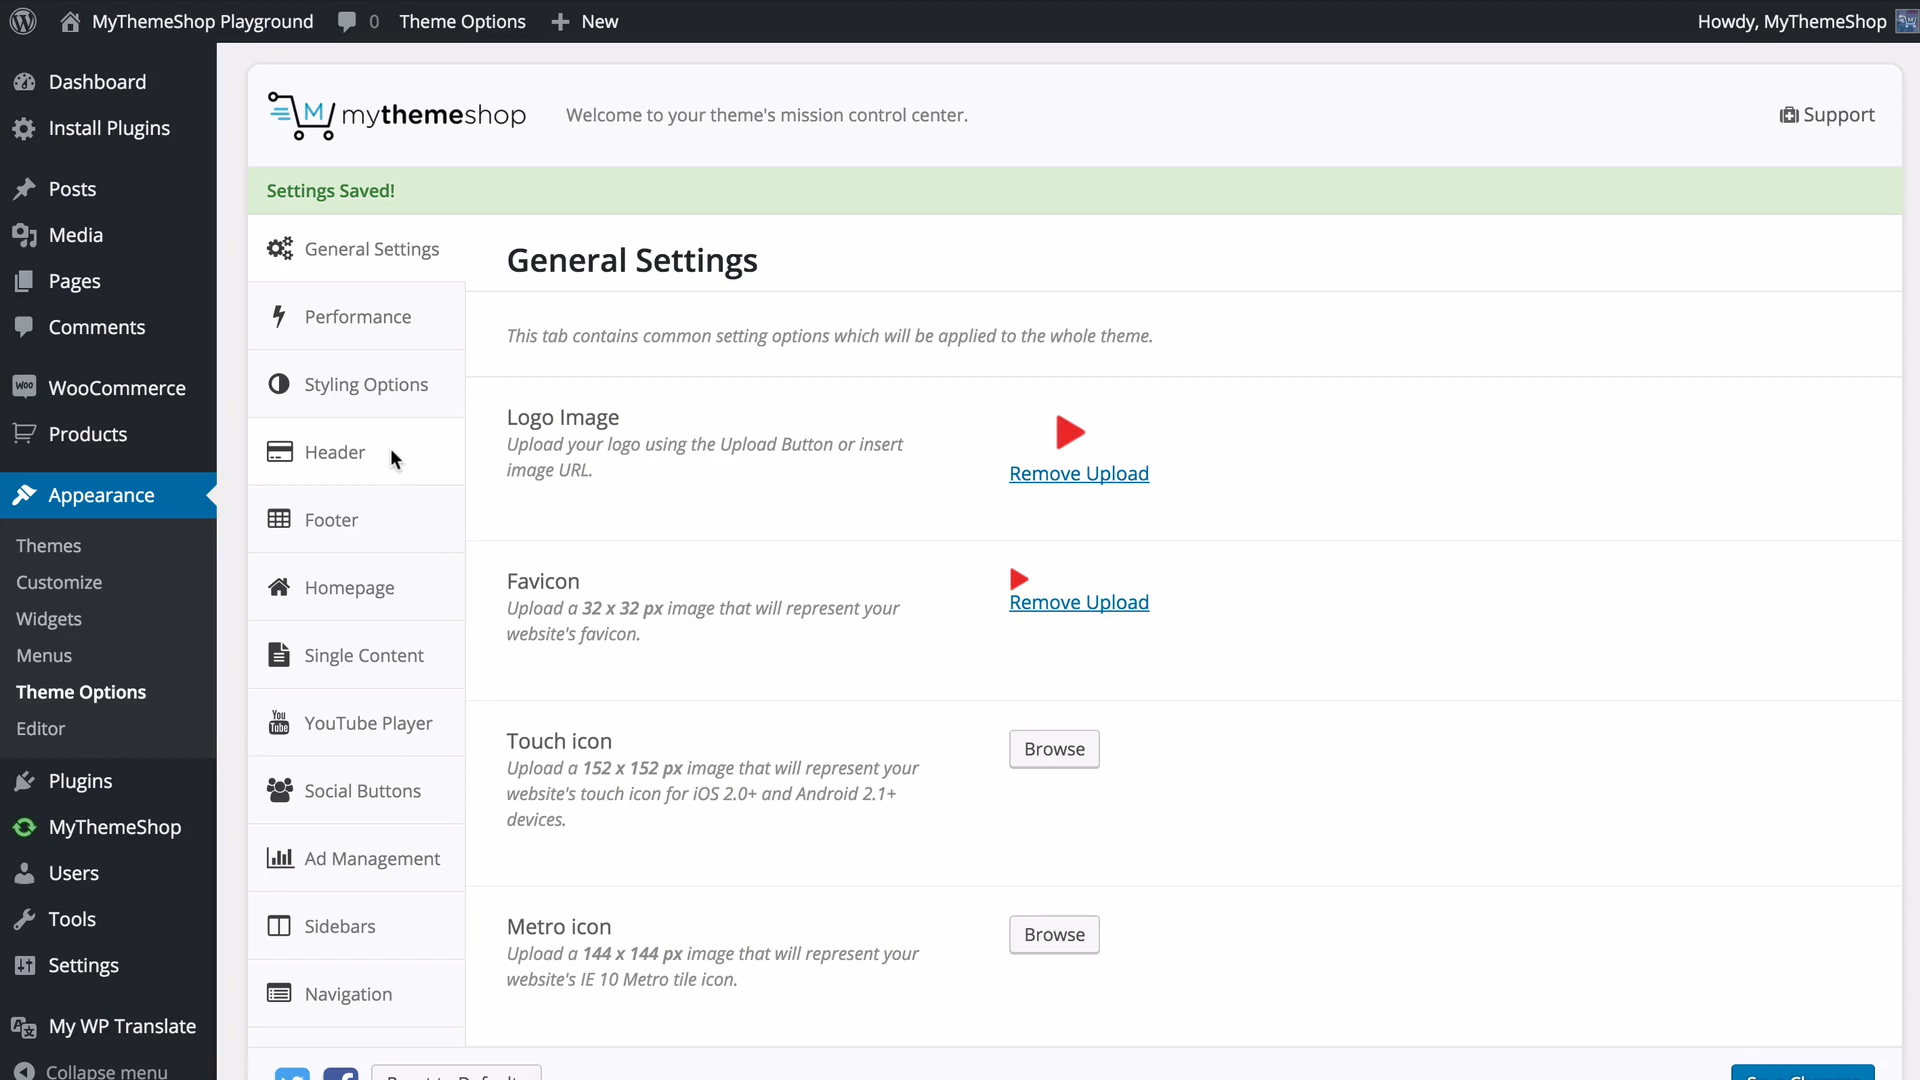 MyThemeShop Playground 0 Theme Options New Howdy, MyThemeShop
Dashboard
Install Plugins
Posts
Media
Pages
Comments
WooCommerce
Products
Appearance
Themes
Customize
Widgets
Menus
Theme Options
Editor
Plugins
MyThemeShop
Users
Tools
Settings
My WP Translate
Collapse menu
mythemeshop Welcome to your theme's mission control center. Support
Settings Saved!
General Settings
Performance
Styling Options
Header
Footer
Homepage
Single Content
YouTube Player
Social Buttons
Ad Management
Sidebars
Navigation
General Settings
This tab contains common setting options which will be applied to the whole theme.
Logo Image
Upload your logo using the Upload Button or insert
image URL.
Remove Upload
Favicon
Upload a 32 x 32 px image that will represent your
website's favicon.
Remove Upload
Touch icon
Upload a 152 x 152 px image that will represent your
website's touch icon for iOS 2.0+ and Android 2.1+
devices.
Browse
Metro icon
Upload a 144 x 144 px image that will represent your
website's IE 10 Metro tile icon.
Browse